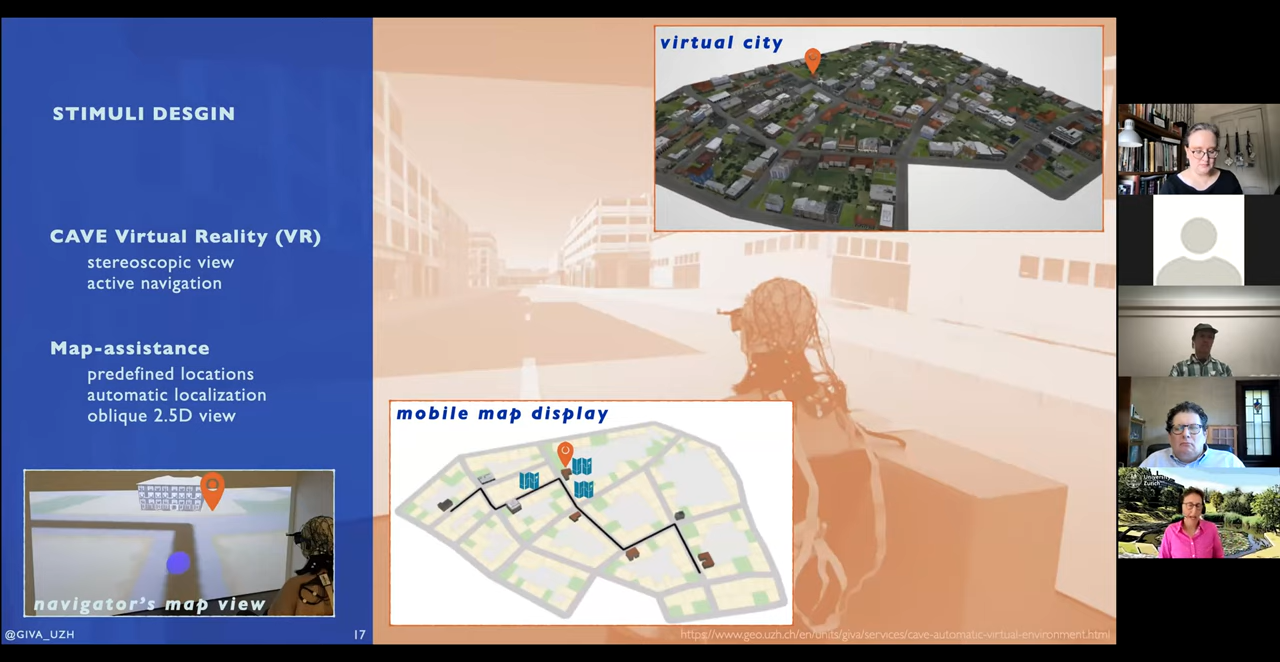 STIMULI DESGIN
CAVE Virtual Reality (VR)
stereoscopic view
active navigation
Map-assistance
predefined locations
automatic localization
oblique 2.5D view
navigator's map view
@GIVA_UZH
17
virtual city
mobile map display
https://www.geo.uzh.ch/en/units/giva/services/cave-automatic-virtual-environment.html
University
Zurich